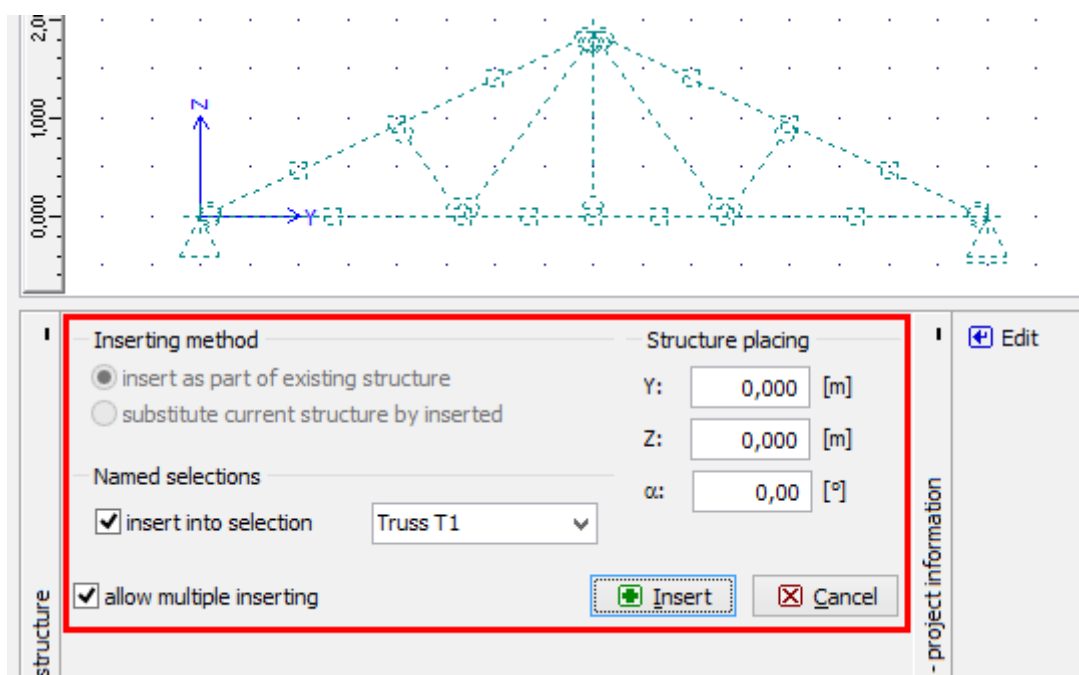 2,0
Z
1,000
0,000
Y
Inserting method
Structure placing
Edit
insert as part of existing structure
Y: 0,000 [m]
substitute current structure by inserted
Z: 0,000 [m]
Named selections
α: 0,00 [°]
insert into selection Truss T1
allow multiple inserting
Insert Cancel
structure
- project information